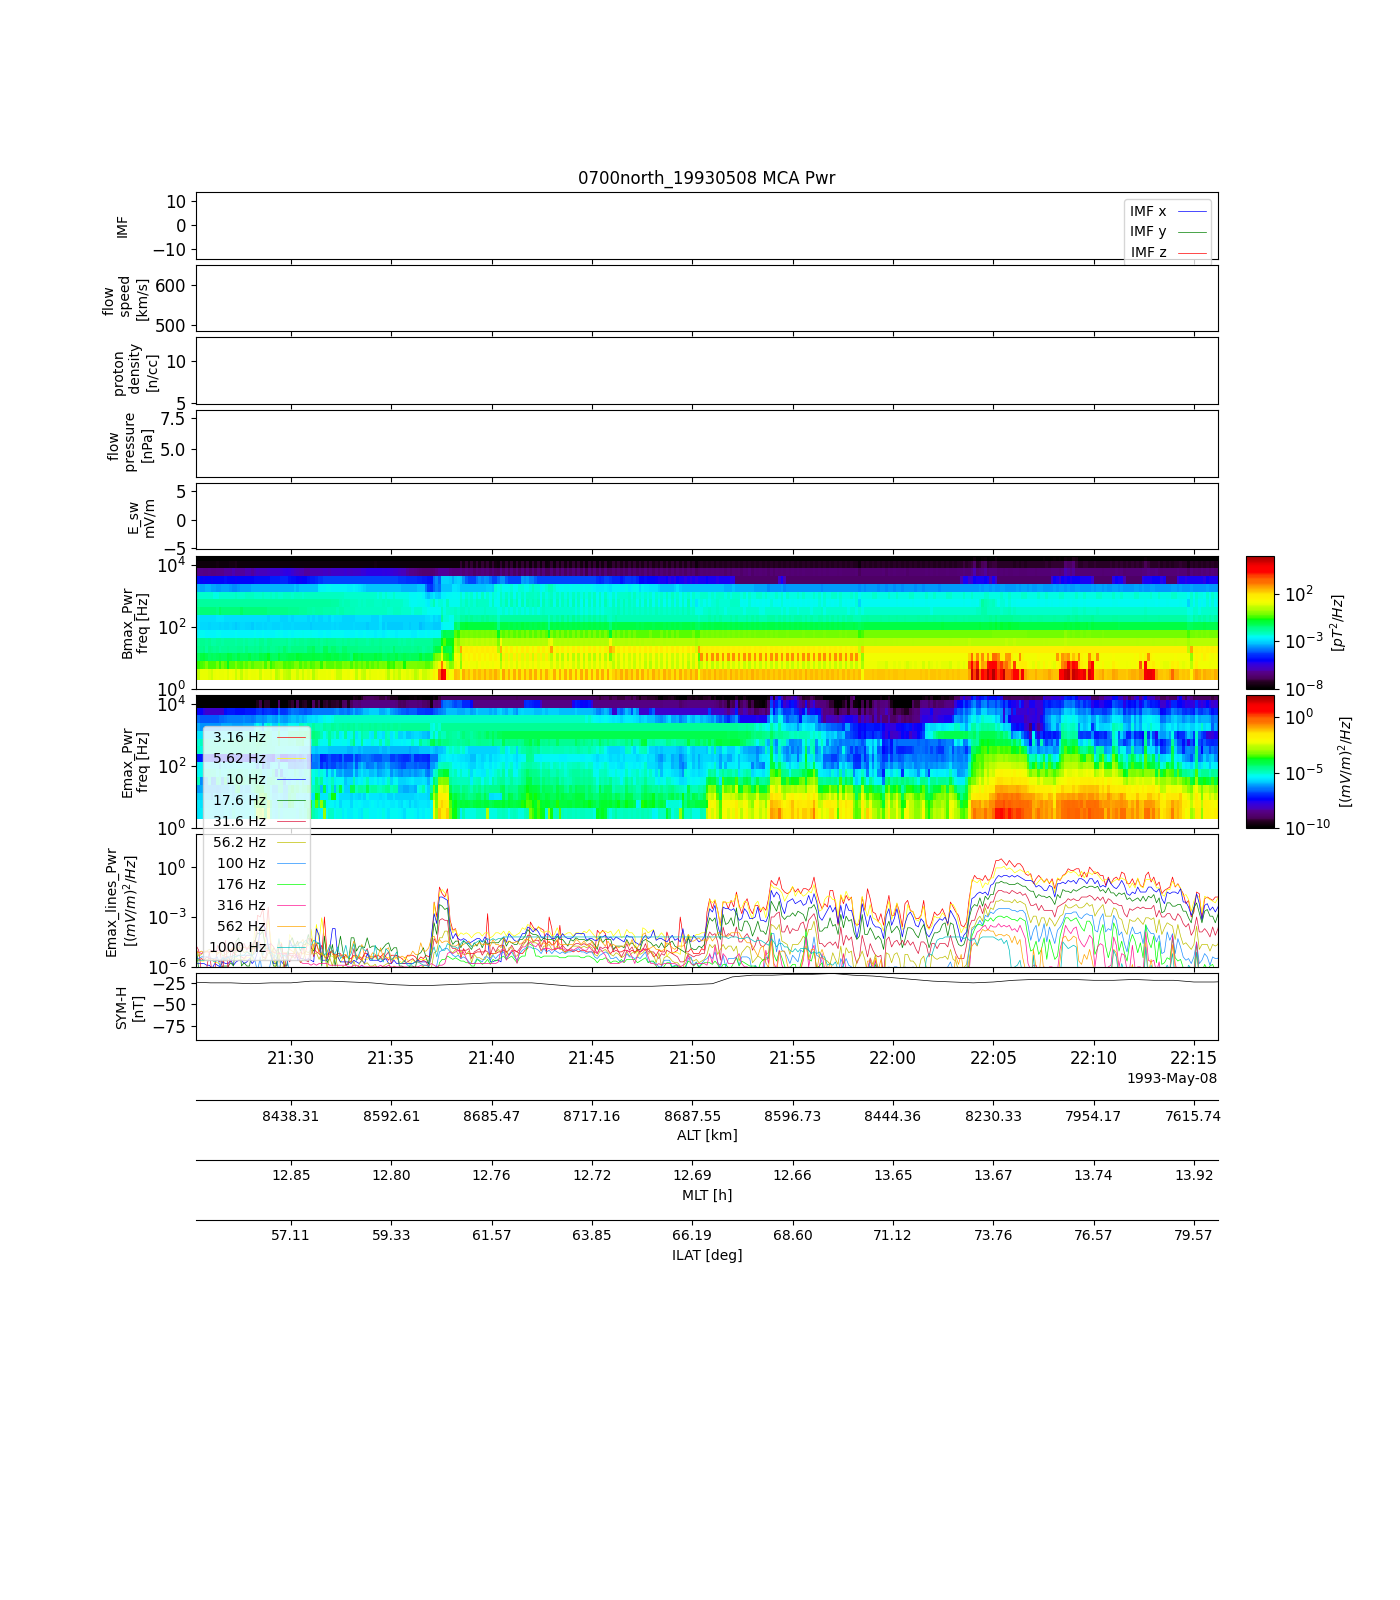 0700north_19930508 MCA Pwr
IMF
10
0
−10
IMF x
IMF y
IMF z
flow
speed
[km/s]
600
500
proton
density
[n/cc]
10
5
flow
pressure
[nPa]
7.5
5.0
E_sw
mV/m
5
0
−5
Bmax_Pwr
freq [Hz]
10^4
10^2
10^0
10^2
10^−3
10^−8
[pT^2/Hz]
Emax_Pwr
freq [Hz]
10^4
10^2
10^0
10^0
10^−5
10^−10
[(mV/m)^2/Hz]
3.16 Hz
5.62 Hz
10 Hz
17.6 Hz
31.6 Hz
56.2 Hz
100 Hz
176 Hz
316 Hz
562 Hz
1000 Hz
Emax_lines_Pwr
[(mV/m)^2/Hz]
10^0
10^−3
10^−6
SYM-H
[nT]
−25
−50
−75
21:30 21:35 21:40 21:45 21:50 21:55 22:00 22:05 22:10 22:15
1993-May-08
8438.31 8592.61 8685.47 8717.16 8687.55 8596.73 8444.36 8230.33 7954.17 7615.74
ALT [km]
12.85 12.80 12.76 12.72 12.69 12.66 13.65 13.67 13.74 13.92
MLT [h]
57.11 59.33 61.57 63.85 66.19 68.60 71.12 73.76 76.57 79.57
ILAT [deg]